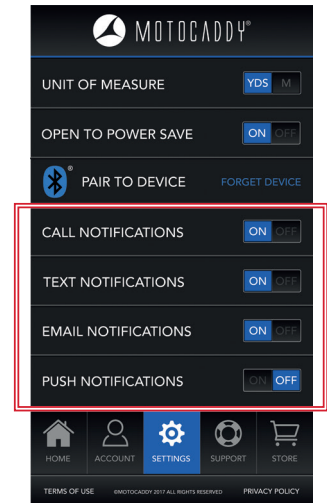 MOTOCADDY®
UNIT OF MEASURE YDS M
OPEN TO POWER SAVE ON OFF
® PAIR TO DEVICE FORGET DEVICE
CALL NOTIFICATIONS ON OFF
TEXT NOTIFICATIONS ON OFF
EMAIL NOTIFICATIONS ON OFF
PUSH NOTIFICATIONS ON OFF
HOME ACCOUNT SETTINGS SUPPORT STORE
TERMS OF USE ©MOTOCADDY 2017 ALL RIGHTS RESERVED PRIVACY POLICY